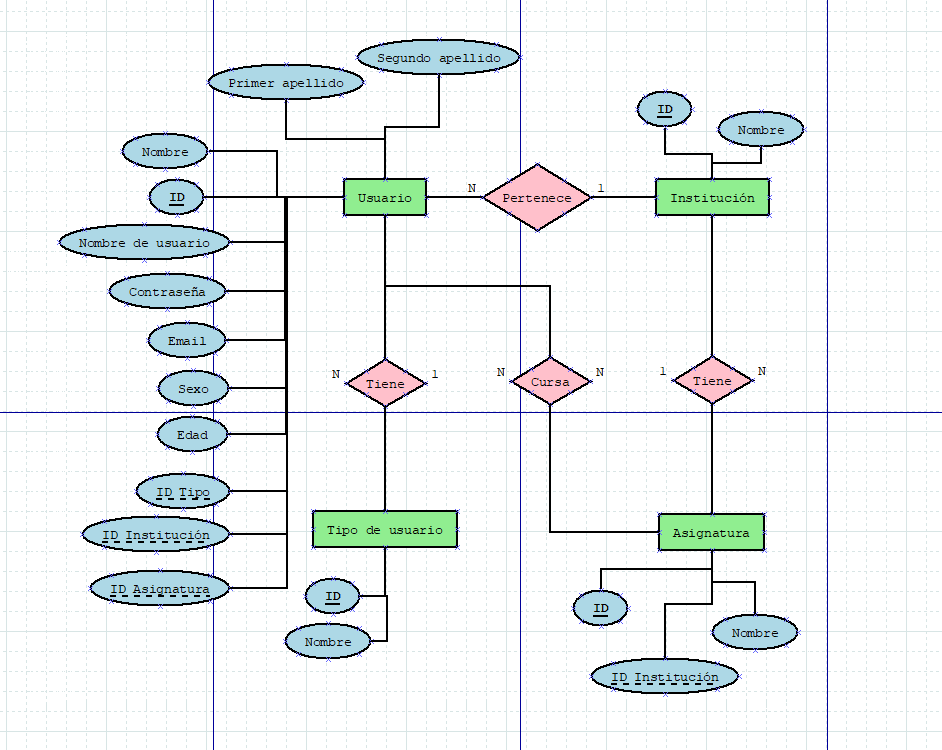 Segundo apellido
Primer apellido
ID
Nombre
Nombre
ID
Usuario
N
Pertenece
1
Institución
Nombre de usuario
Contraseña
Email
Sexo
Edad
N
Tiene
1
N
Cursa
N
1
Tiene
N
ID Tipo
ID Institución
ID Asignatura
Tipo de usuario
Asignatura
ID
Nombre
ID
Nombre
ID Institución